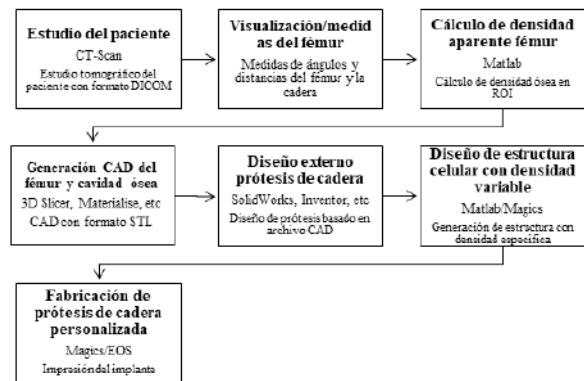 Estudio del paciente
CT-Scan
Estudio tomográfico del
paciente con formato DICOM
Visualización/medid
as del fèmur
Medidas de ángulos y
distancias del fémur y la
cadera
Cálculo de densidad
aparente fémur
Matlab
Cálculo de densidad ósea en
ROI
Generación CAD del
fémur y cavidad ósea
3D Slicer, Materialise, etc
CAD con formato STL
Diseño externo
prótesis de cadera
SolidWorks, Inventor, etc
Diseño de prótesis basado en
archivo CAD
Diseño de estructura
celular con densidad
variable
Matlab/Magics
Generación de estructura con
densidad específica
Fabricación de
prótesis de cadera
personalizada
Magics/EOS
Impresión del implante